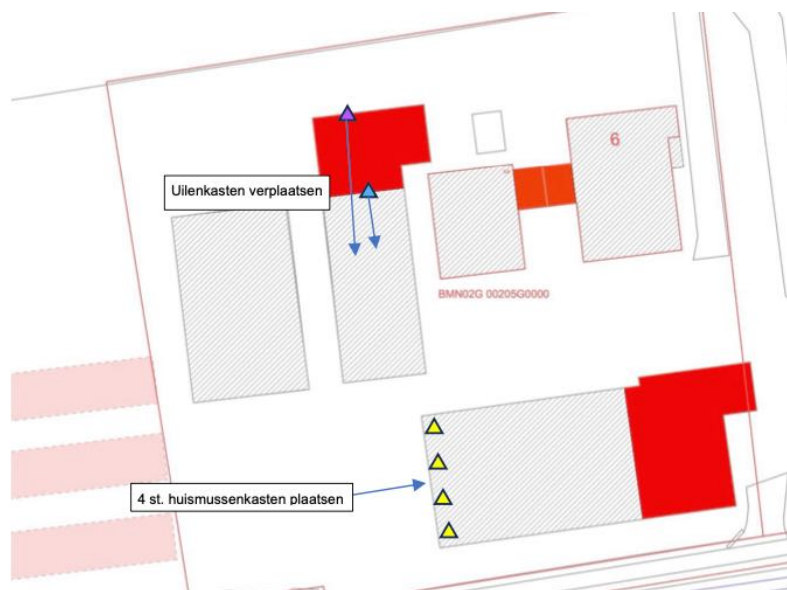 6
Uilenkasten verplaatsen
BMN02G 00205G0000
4 st. huismussenkasten plaatsen